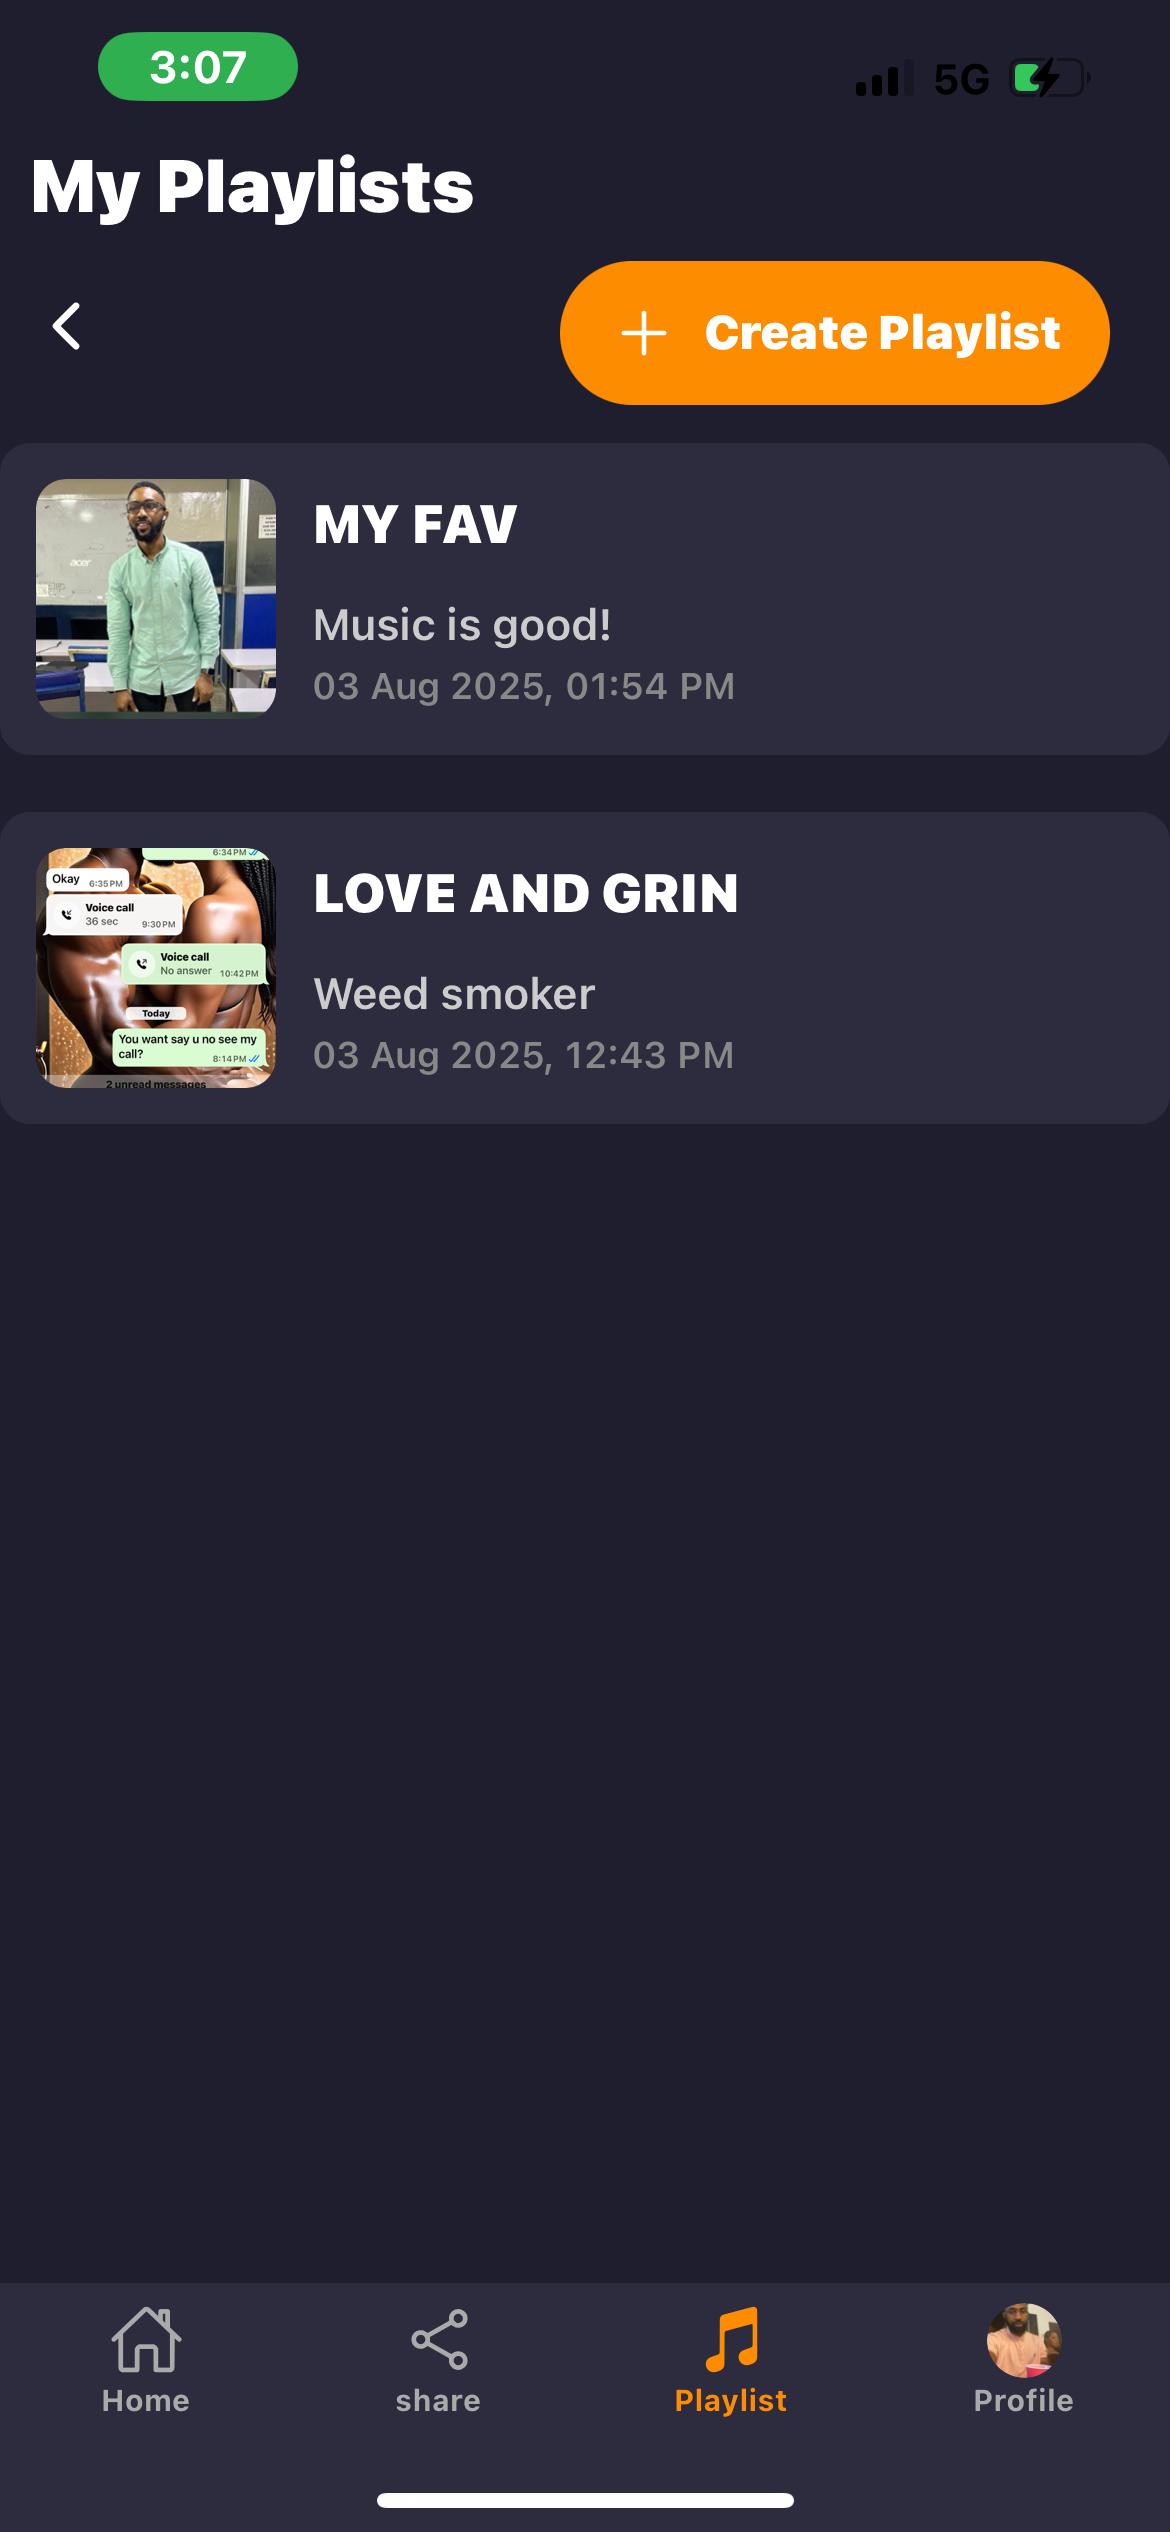 3:07
5G
My Playlists
Create Playlist
acer
MY FAV
Music is good!
03 Aug 2025, 01:54 PM
6:34 PM
Okay 6:35 PM
Voice call
36 sec 9:30 PM
Voice call
No answer 10:42 PM
Today
You want say u no see my
call? 8:14 PM
2 unread messages
LOVE AND GRIN
Weed smoker
03 Aug 2025, 12:43 PM
Home
share
Playlist
Profile